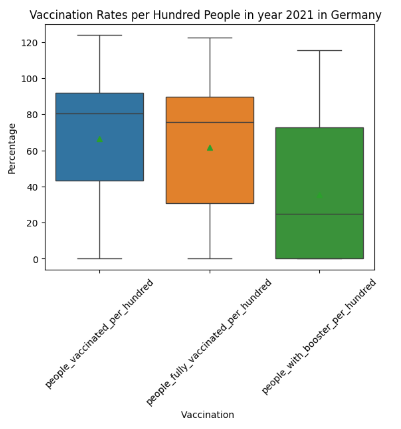 Vaccination Rates per Hundred People in year 2021 in Germany
120
100
80
60
40
20
0
Percentage
people_vaccinated_per_hundred
people_fully_vaccinated_per_hundred
people_with_booster_per_hundred
Vaccination